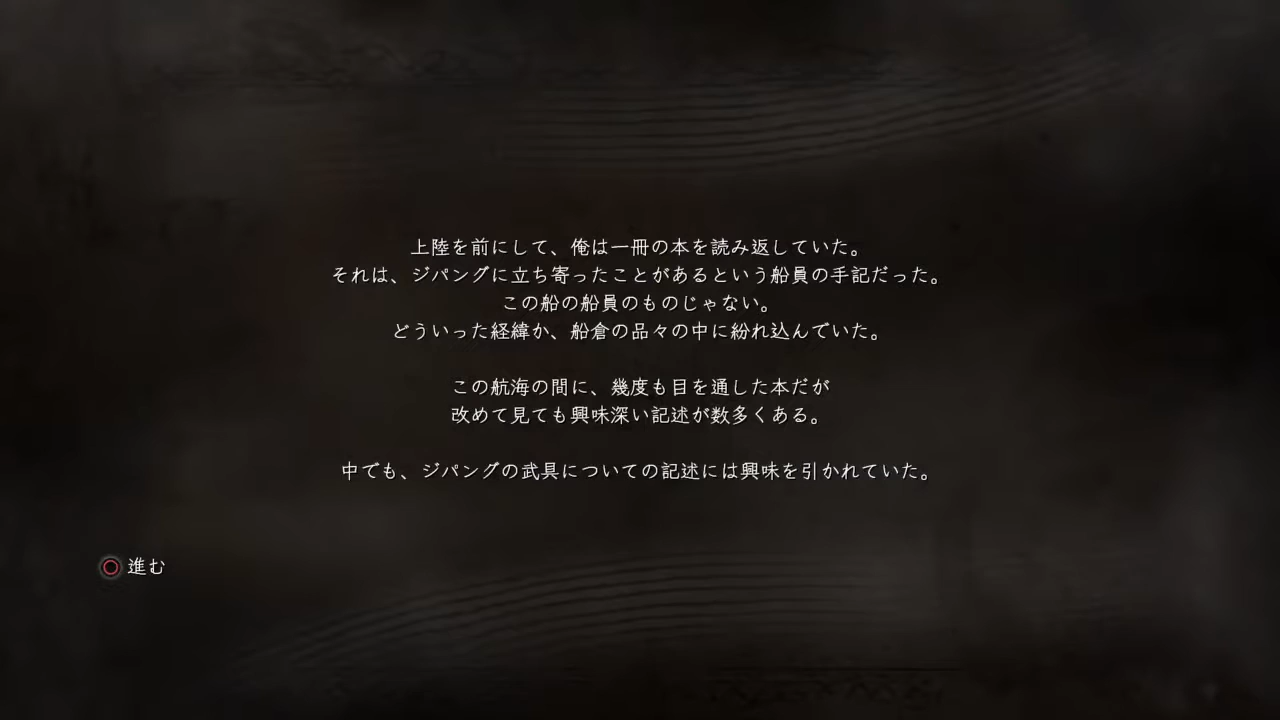 上陸を前にして、俺は一冊の本を読み返していた。
それは、ジパングに立ち寄ったことがあるという船員の手記だった。
この船の船員のものじゃない。
どういった経緯か、船倉の品々の中に紛れ込んでいた。
この航海の間に、幾度も目を通した本だが
改めて見ても興味深い記述が数多くある。
中でも、ジパングの武具についての記述には興味を引かれていた。
進む